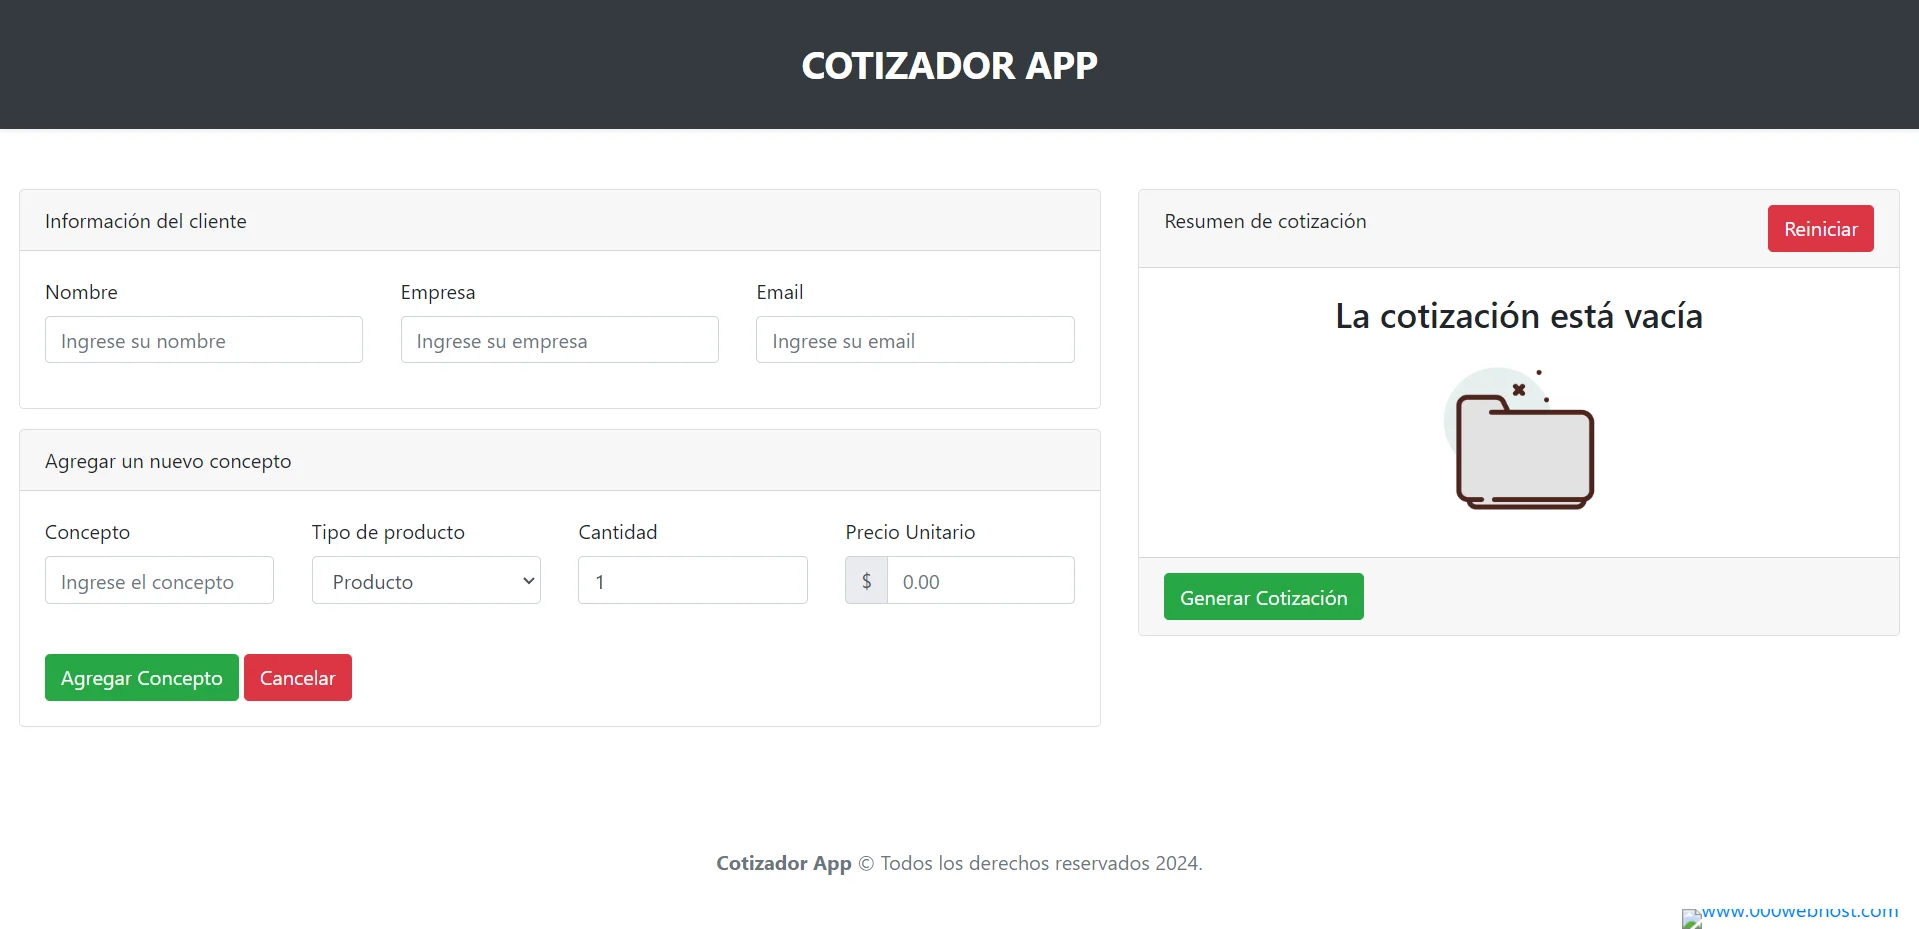 COTIZADOR APP
Información del cliente
Nombre
Ingrese su nombre
Empresa
Ingrese su empresa
Email
Ingrese su email
Agregar un nuevo concepto
Concepto
Ingrese el concepto
Tipo de producto
Producto
Cantidad
1
Precio Unitario
$ 0.00
Agregar Concepto Cancelar
Resumen de cotización
Reiniciar
La cotización está vacía
Generar Cotización
Cotizador App © Todos los derechos reservados 2024.
www.000webhost.com